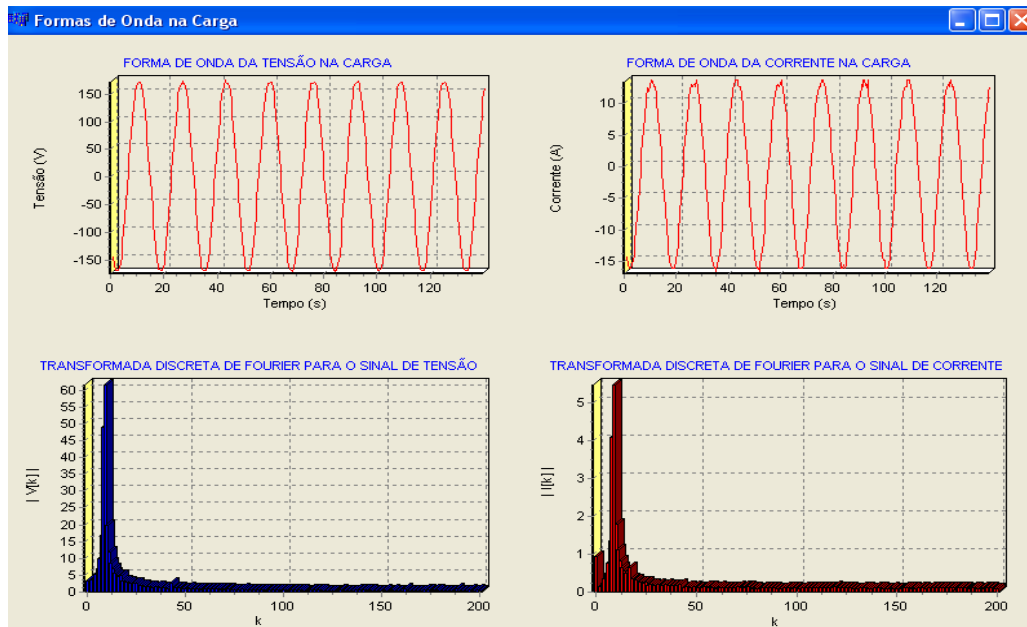 Formas de Onda na Carga
FORMA DE ONDA DA TENSÃO NA CARGA
Tensão (V)
150
100
50
0
-50
-100
-150
0 20 40 60 80 100 120
Tempo (s)
FORMA DE ONDA DA CORRENTE NA CARGA
Corrente (A)
10
5
0
-5
-10
-15
0 20 40 60 80 100 120
Tempo (s)
TRANSFORMADA DISCRETA DE FOURIER PARA O SINAL DE TENSÃO
| V[k] |
60
55
50
45
40
35
30
25
20
15
10
5
0
0 50 100 150 200
k
TRANSFORMADA DISCRETA DE FOURIER PARA O SINAL DE CORRENTE
| I[k] |
5
4
3
2
1
0
0 50 100 150 200
k